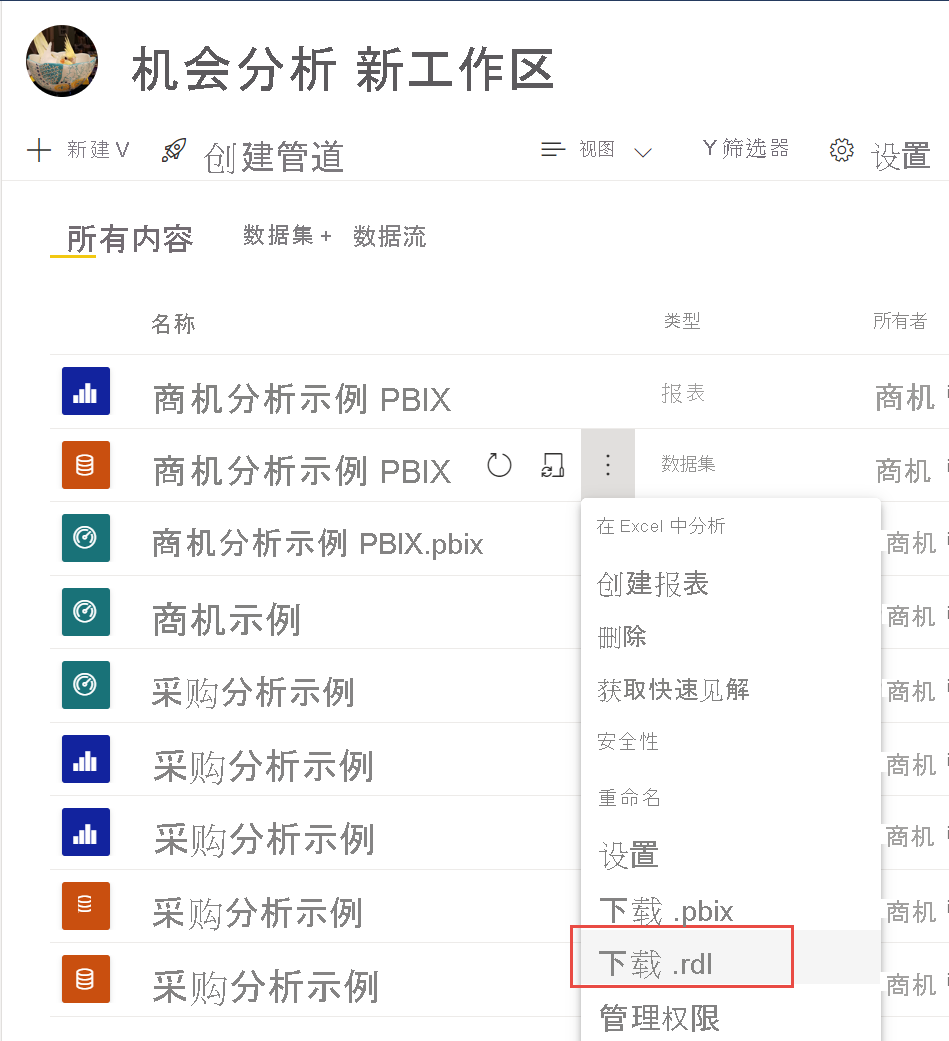 机会分析 新工作区
新建 V 创建管道 视图 Y 筛选器 设置
所有内容 数据集 + 数据流
名称 类型 所有者
商机分析示例 PBIX 报表 商机
商机分析示例 PBIX 数据集 商机
在 Excel 中分析
商机分析示例 PBIX.pbix 商机
创建报表
商机示例 商机
删除
采购分析示例 获取快速见解 商机
安全性
采购分析示例 商机
重命名
采购分析示例 商机
设置
采购分析示例 下载 .pbix 商机
下载 .rdl
采购分析示例 商机
管理权限